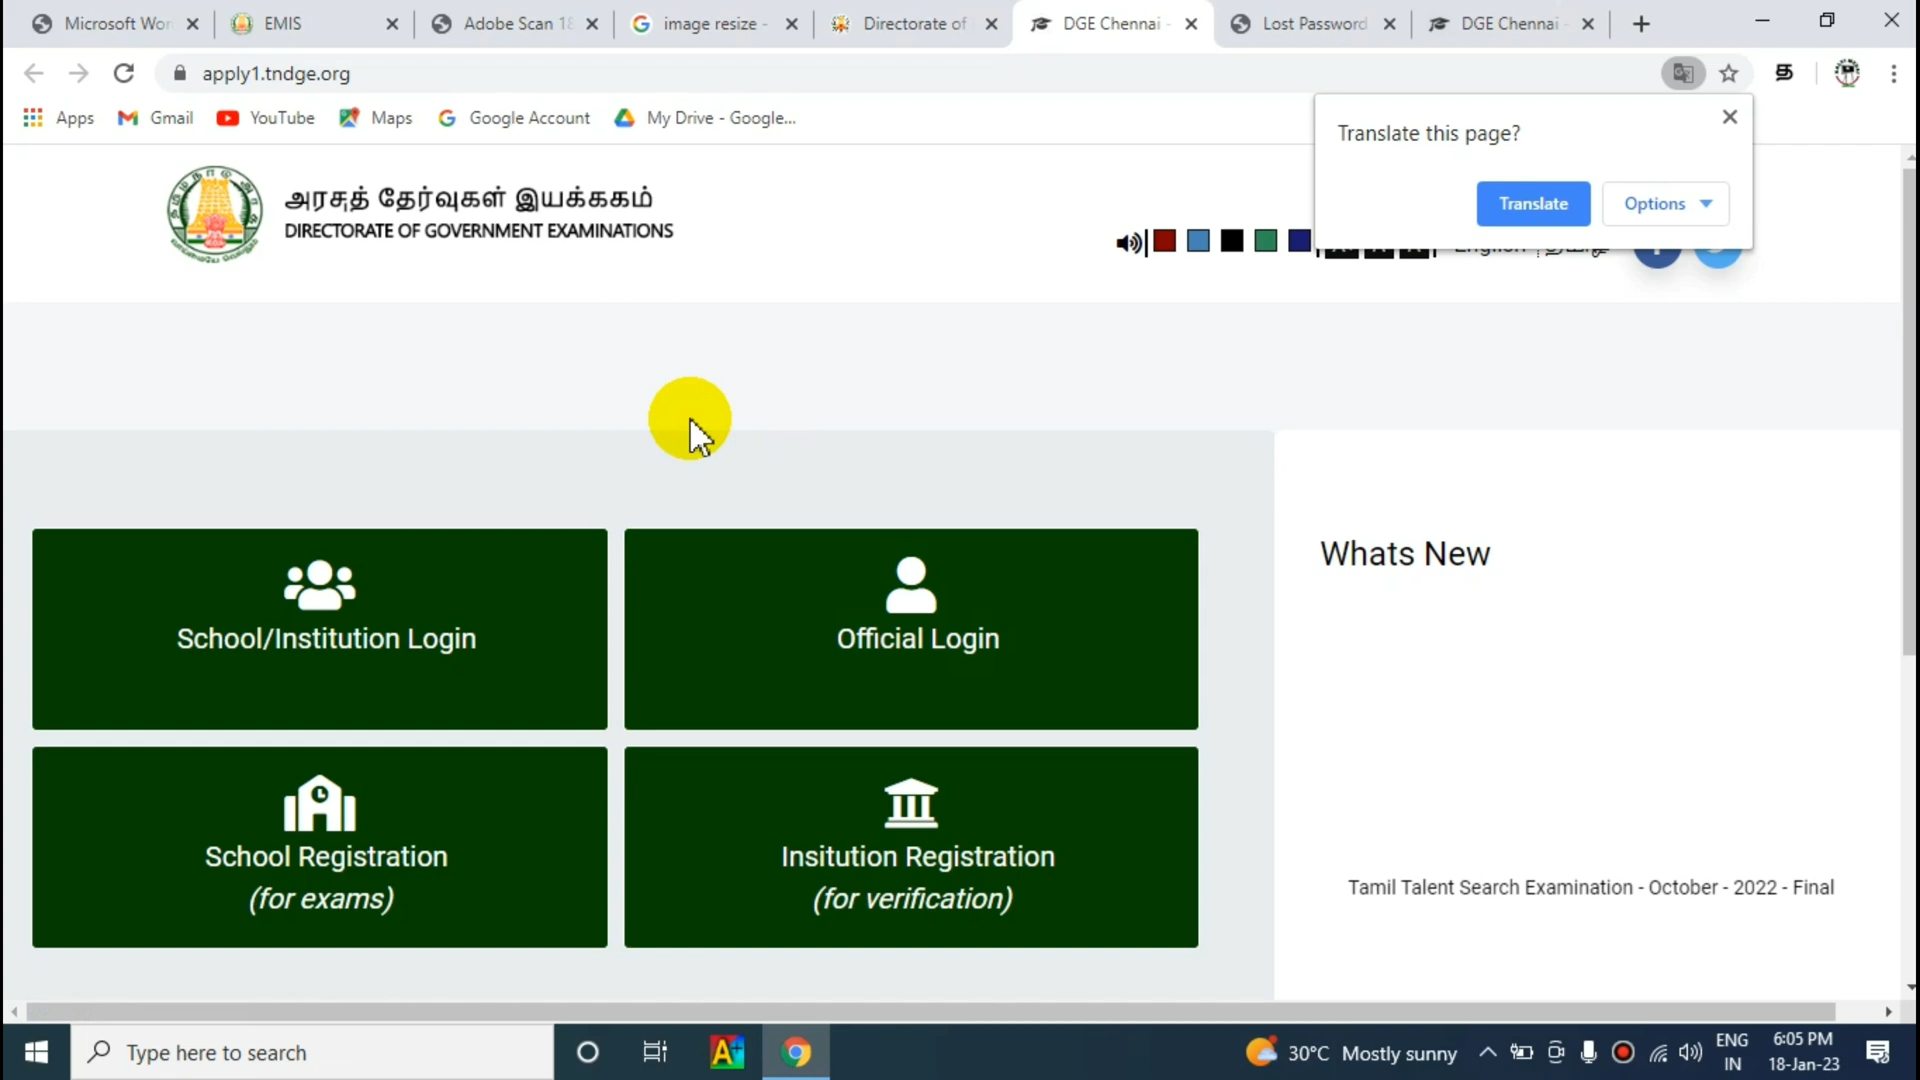 Microsoft Wor
EMIS
Adobe Scan 18
image resize -
Directorate of
DGE Chennai -
Lost Password
DGE Chennai -
apply1.tndge.org
த
Apps
Gmail
YouTube
Maps
Google Account
My Drive - Google...
Translate this page?
Translate
Options
அரசுத் தேர்வுகள் இயக்ககம்
DIRECTORATE OF GOVERNMENT EXAMINATIONS
School/Institution Login
Official Login
Whats New
School Registration
(for exams)
Insitution Registration
(for verification)
Tamil Talent Search Examination - October - 2022 - Final
Type here to search
30°C Mostly sunny
ENG
IN
6:05 PM
18-Jan-23